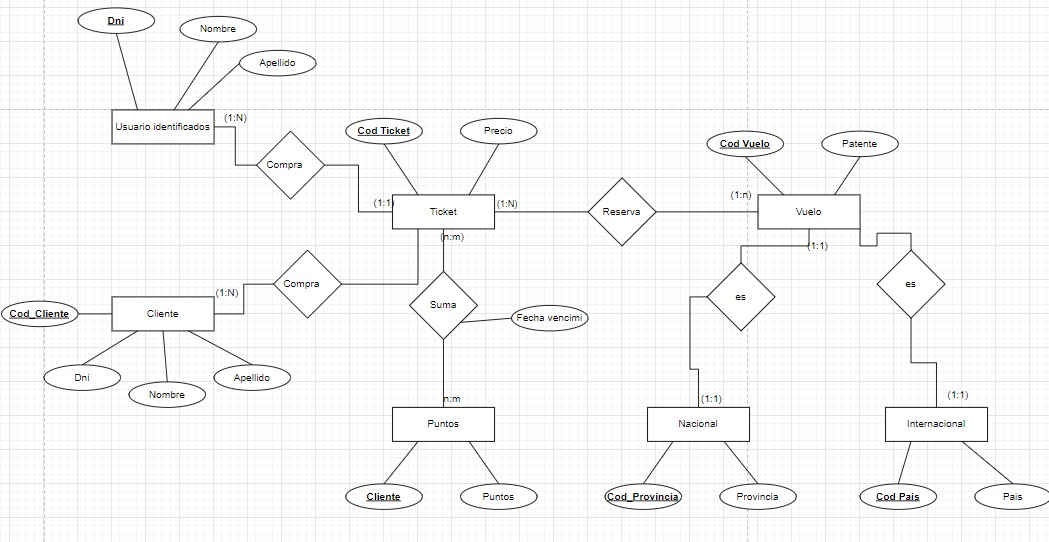 Dni
Nombre
Apellido
Usuario identificados
(1:N)
Compra
Cod Ticket
Precio
Cod Vuelo
Patente
(1:1)
Ticket
(1:N)
Reserva
(1:n)
Vuelo
(n:m)
(1:1)
Compra
(1:N)
Cod_Cliente
Cliente
Suma
Fecha vencimi
es
es
Dni
Nombre
Apellido
n:m
(1:1)
(1:1)
Puntos
Nacional
Internacional
Cliente
Puntos
Cod_Provincia
Provincia
Cod Pais
Pais